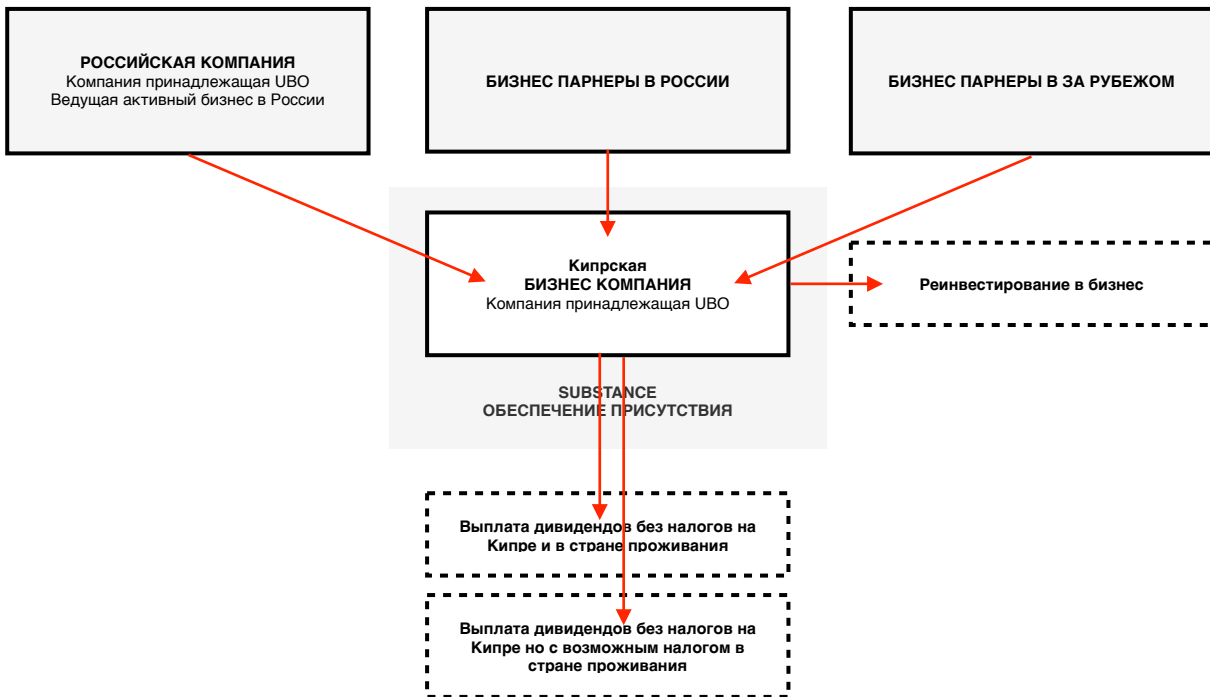 РОССИЙСКАЯ КОМПАНИЯ
Компания принадлежащая UBO
Ведущая активный бизнес в России
БИЗНЕС ПАРНЕРЫ В РОССИИ
БИЗНЕС ПАРНЕРЫ В ЗА РУБЕЖОМ
Кипрская
БИЗНЕС КОМПАНИЯ
Компания принадлежащая UBO
Реинвестирование в бизнес
SUBSTANCE
ОБЕСПЕЧЕНИЕ ПРИСУТСТВИЯ
Выплата дивидендов без налогов на
Кипре и в стране проживания
Выплата дивидендов без налогов на
Кипре но с возможным налогом в
стране проживания